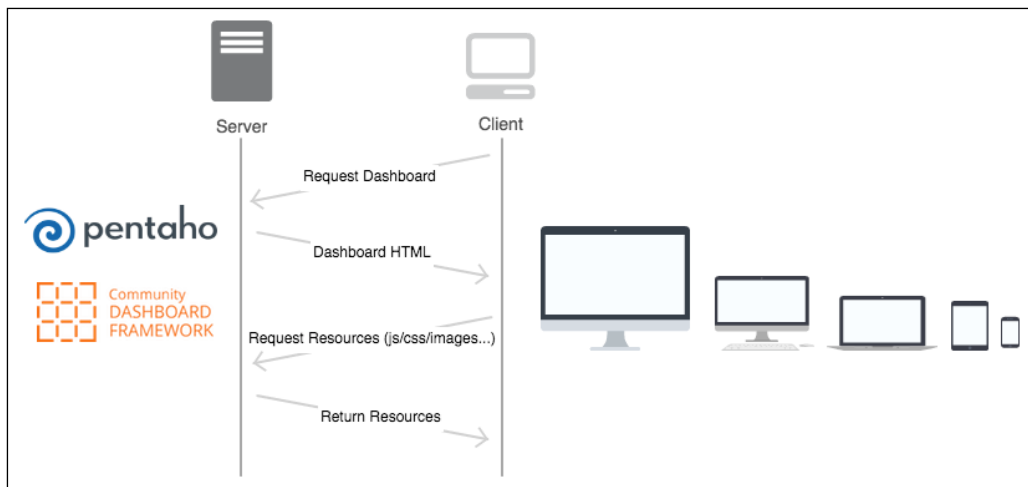 Server
Client
Request Dashboard
pentaho
Dashboard HTML
Community
DASHBOARD
FRAMEWORK
Request Resources (js/css/images...)
Return Resources